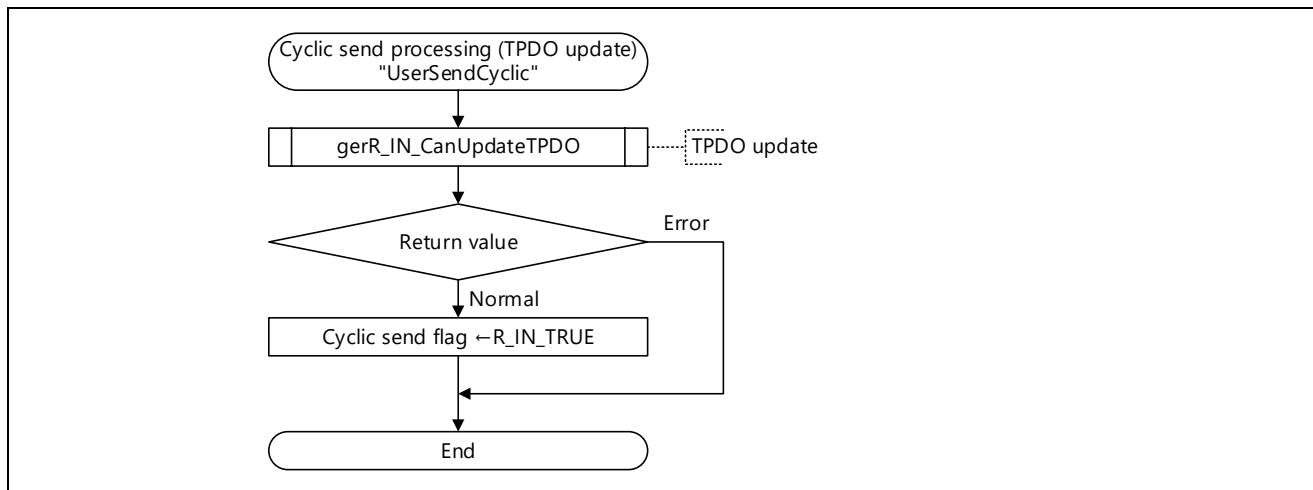 Cyclic send processing (TPDO update)
"UserSendCyclic"
gerR_IN_CanUpdateTPDO
TPDO update
Error
Return value
Normal
Cyclic send flag ←R_IN_TRUE
End